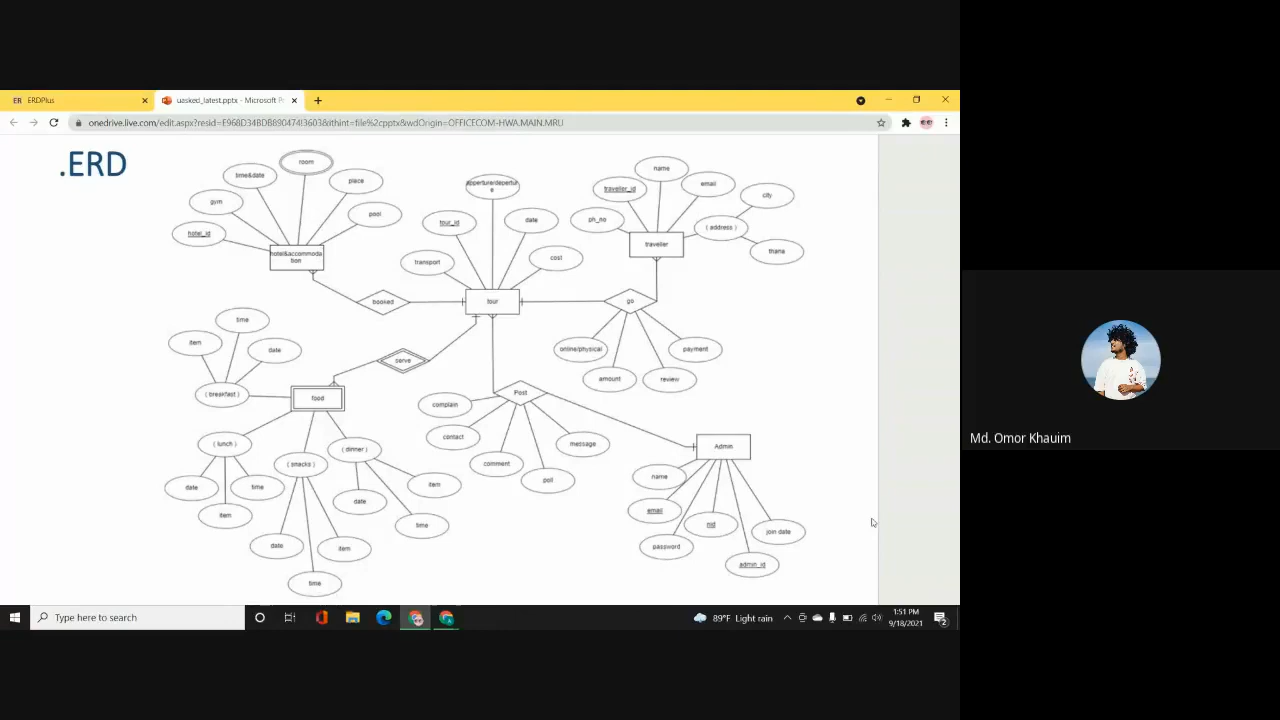 ERDPlus
uasked_latest.pptx - Microsoft P
onedrive.live.com/edit.aspx?resid=E968D34BDB890474!3603&ithint=file%2cpptx&wdOrigin=OFFICECOM-HWA.MAIN.MRU
.ERD
room
time&date
place
gym
pool
hotel_id
hotel&accommoda
tion
apperture/depertur
e
tour_id
date
transport
cost
name
traveller_id
email
city
ph_no
( address )
traveller
thana
booked
tour
go
time
item
date
serve
online/physical
payment
amount
review
( breakfast )
food
Post
complain
contact
message
comment
poll
Admin
( lunch )
( snacks )
( dinner )
date
time
item
item
date
time
date
item
time
name
email
nid
join date
password
admin_id
Md. Omor Khauim
Type here to search
89°F Light rain
1:51 PM
9/18/2021
2